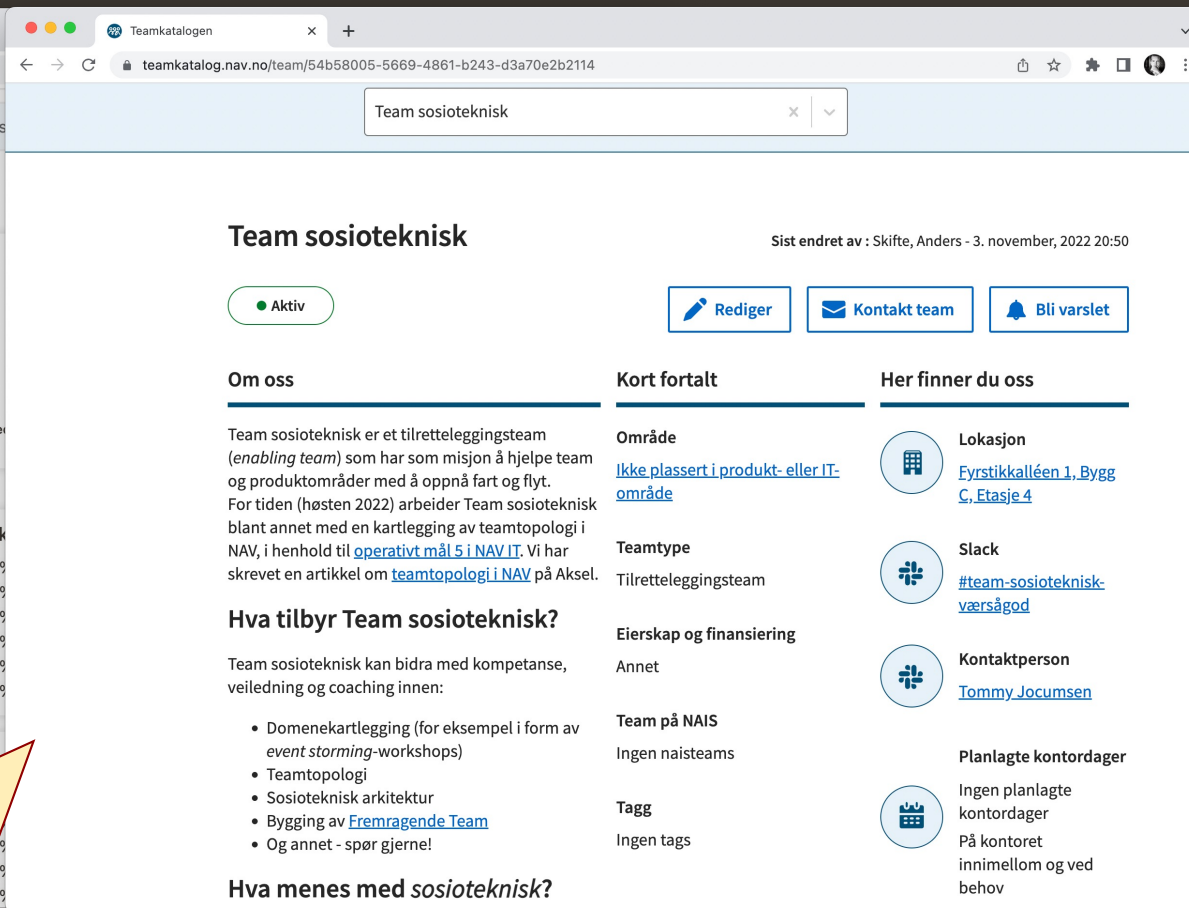 Teamkatalogen
teamkatalog.nav.no/team/54b58005-5669-4861-b243-d3a70e2b2114
Team sosioteknisk
Team sosioteknisk
Sist endret av : Skifte, Anders - 3. november, 2022 20:50
Aktiv
Rediger
Kontakt team
Bli varslet
Om oss
Team sosioteknisk er et tilretteleggingsteam
(enabling team) som har som misjon å hjelpe team
og produktområder med å oppnå fart og flyt.
For tiden (høsten 2022) arbeider Team sosioteknisk
blant annet med en kartlegging av teamtopologi i
NAV, i henhold til operativt mål 5 i NAV IT. Vi har
skrevet en artikkel om teamtopologi i NAV på Aksel.
Hva tilbyr Team sosioteknisk?
Team sosioteknisk kan bidra med kompetanse,
veiledning og coaching innen:
• Domenekartlegging (for eksempel i form av
event storming-workshops)
• Teamtopologi
• Sosioteknisk arkitektur
• Bygging av Fremragende Team
• Og annet - spør gjerne!
Hva menes med sosioteknisk?
Kort fortalt
Område
Ikke plassert i produkt- eller IT-
område
Teamtype
Tilretteleggingsteam
Eierskap og finansiering
Annet
Team på NAIS
Ingen naisteams
Tagg
Ingen tags
Her finner du oss
Lokasjon
Fyrstikkalléen 1, Bygg
C, Etasje 4
Slack
#team-sosioteknisk-
værsågod
Kontaktperson
Tommy Jocumsen
Planlagte kontordager
Ingen planlagte
kontordager
På kontoret
innimellom og ved
behov